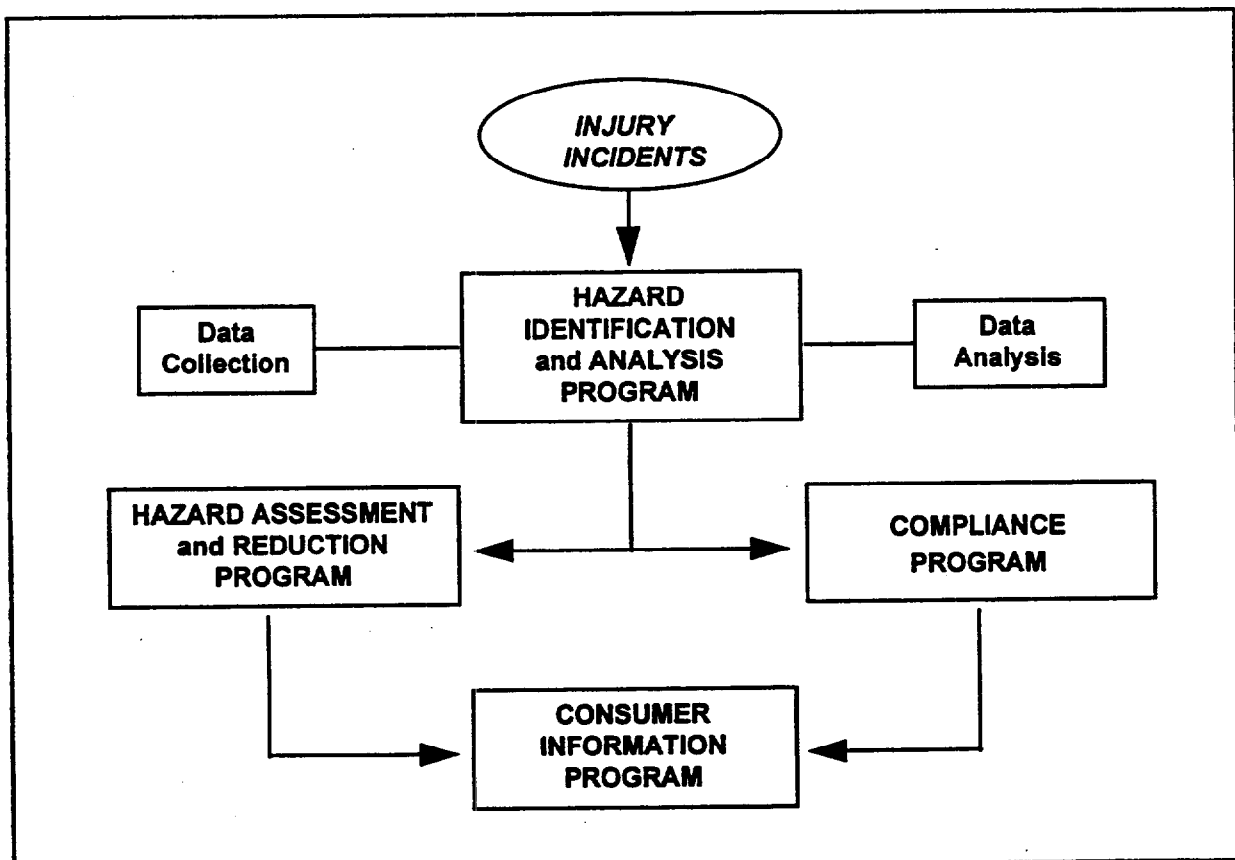 INJURY
INCIDENTS
HAZARD
IDENTIFICATION
and ANALYSIS
PROGRAM
Data
Collection
Data
Analysis
HAZARD ASSESSMENT
and REDUCTION
PROGRAM
COMPLIANCE
PROGRAM
CONSUMER
INFORMATION
PROGRAM